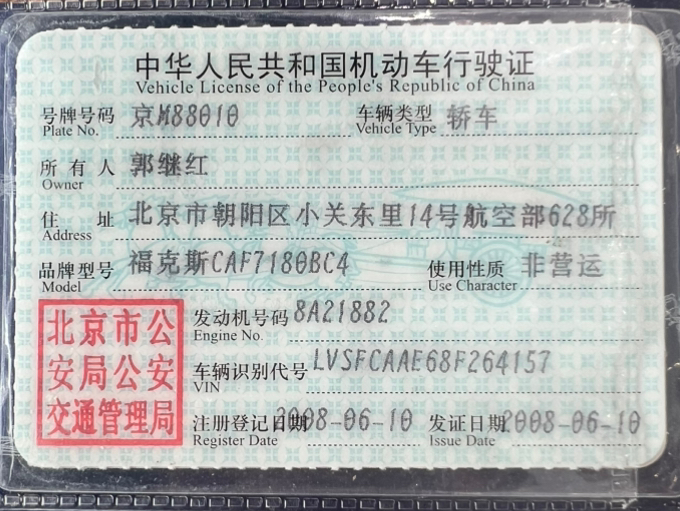 中华人民共和国机动车行驶证
Vehicle License of the People's Republic of China
号牌号码 京M88010 车辆类型 轿车
Plate No. Vehicle Type
所有人 郭继红
Owner
住址 北京市朝阳区小关东里14号航空部628所
Address
品牌型号 福克斯CAF7180BC4 使用性质 非营运
Model Use Character
北京市公
安局公安
交通管理局
发动机号码 8A21882
Engine No.
车辆识别代号 LVSFCAAE68F264157
VIN
注册登记日期 2008-06-10 发证日期 2008-06-10
Register Date Issue Date